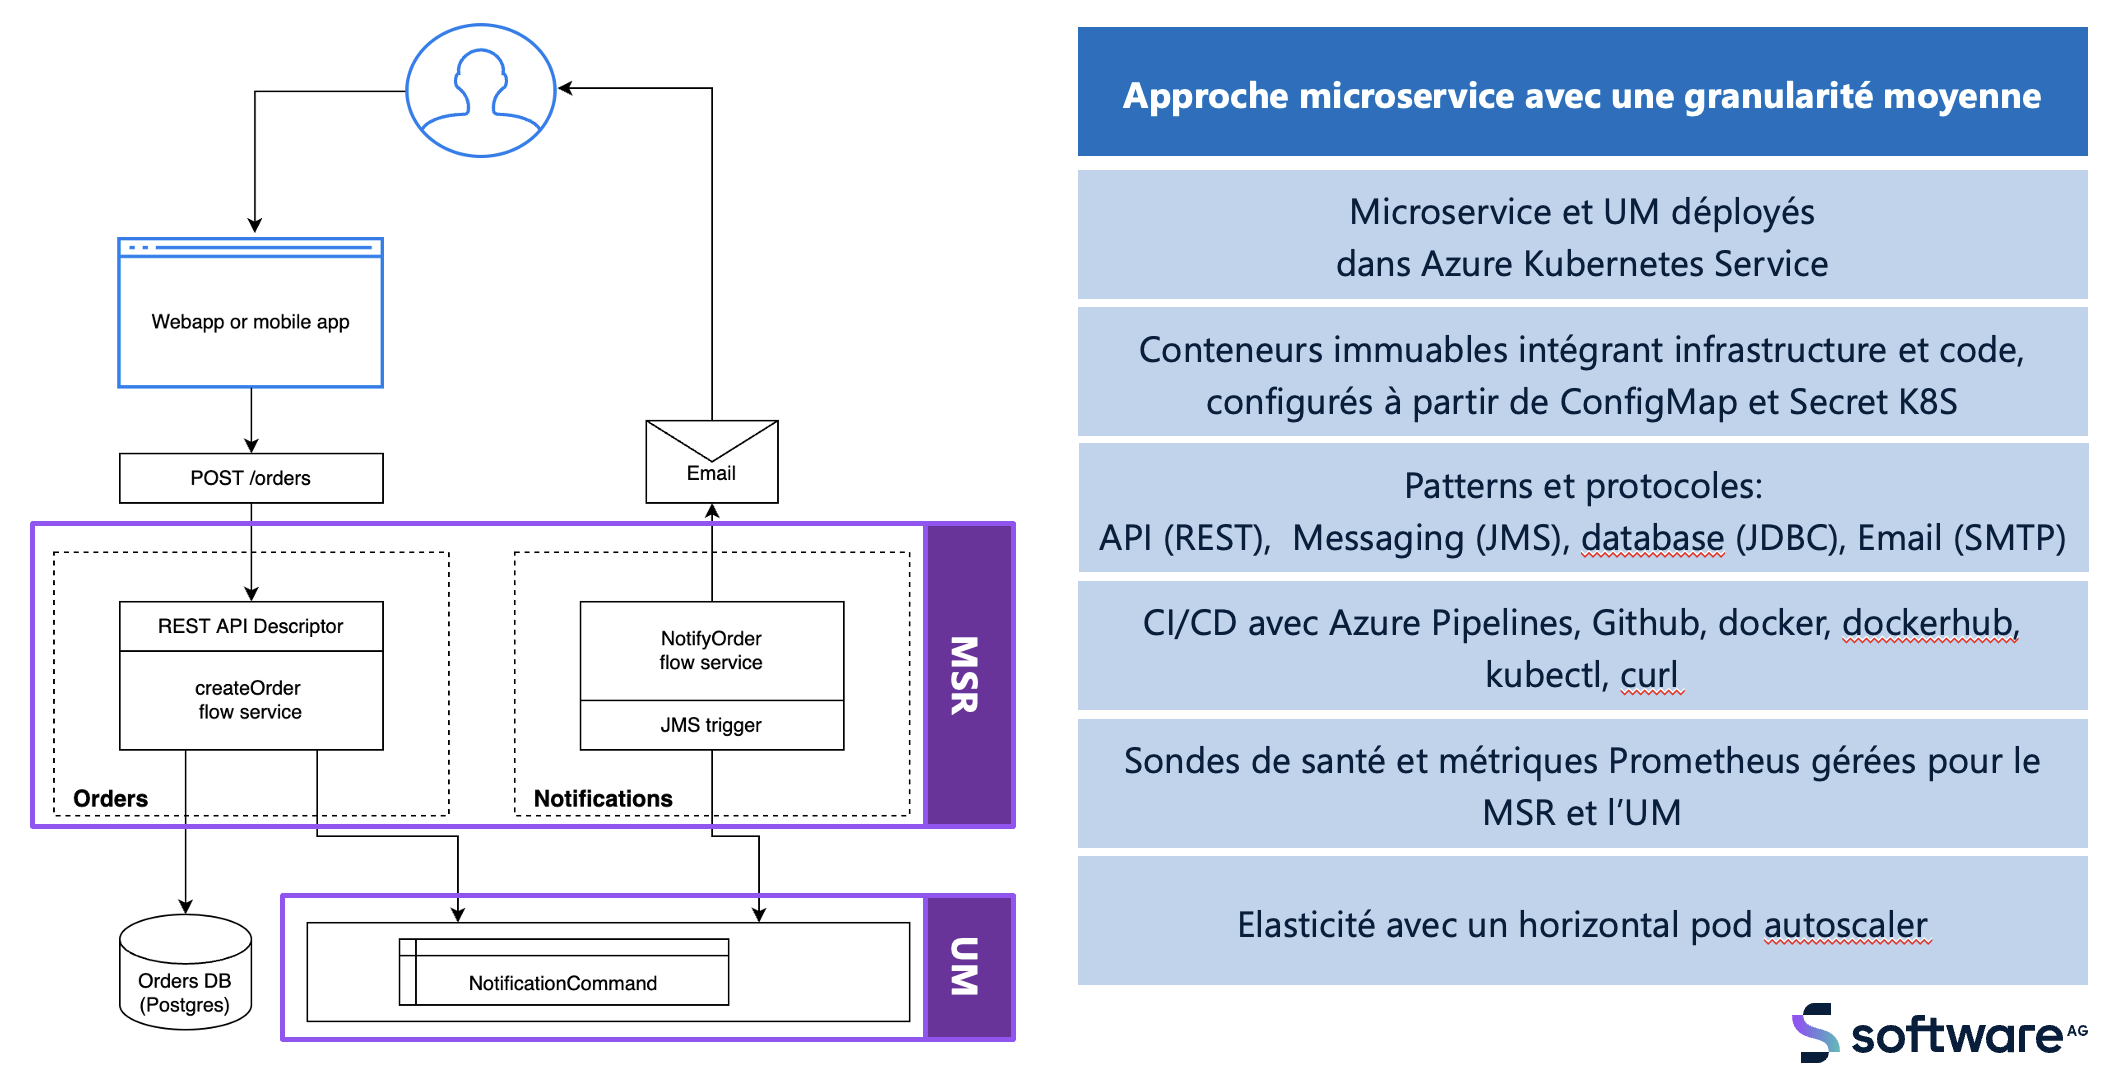 Webapp or mobile app
POST /orders
Email
REST API Descriptor
createOrder
flow service
Orders
NotifyOrder
flow service
JMS trigger
Notifications
MSR
Orders DB
(Postgres)
NotificationCommand
UM
Approche microservice avec une granularité moyenne
Microservice et UM déployés
dans Azure Kubernetes Service
Conteneurs immuables intégrant infrastructure et code,
configurés à partir de ConfigMap et Secret K8S
Patterns et protocoles:
API (REST),  Messaging (JMS), database (JDBC), Email (SMTP)
CI/CD avec Azure Pipelines, Github, docker, dockerhub,
kubectl, curl
Sondes de santé et métriques Prometheus gérées pour le
MSR et l’UM
Elasticité avec un horizontal pod autoscaler
software AG